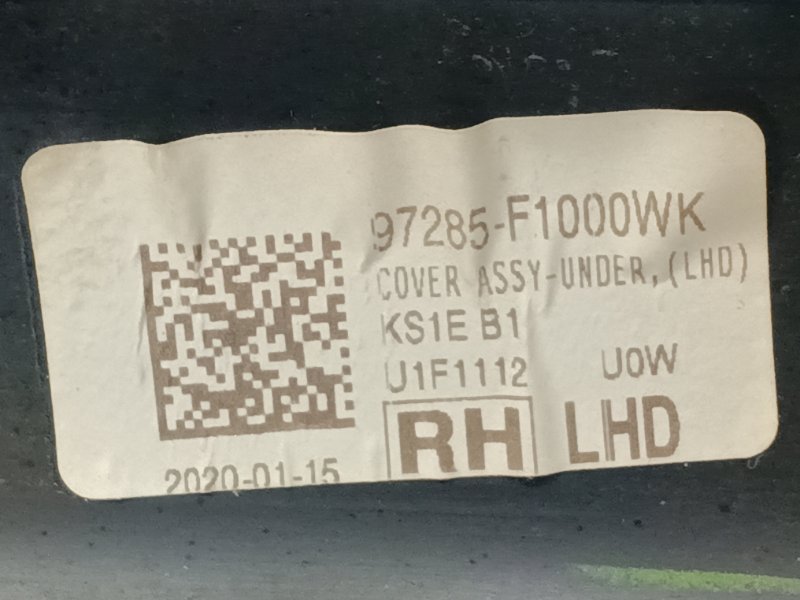 97285-F1000WK
COVER ASSY-UNDER, (LHD)
KS1E B1
U1F1112 U0W
RH LHD
2020-01-15